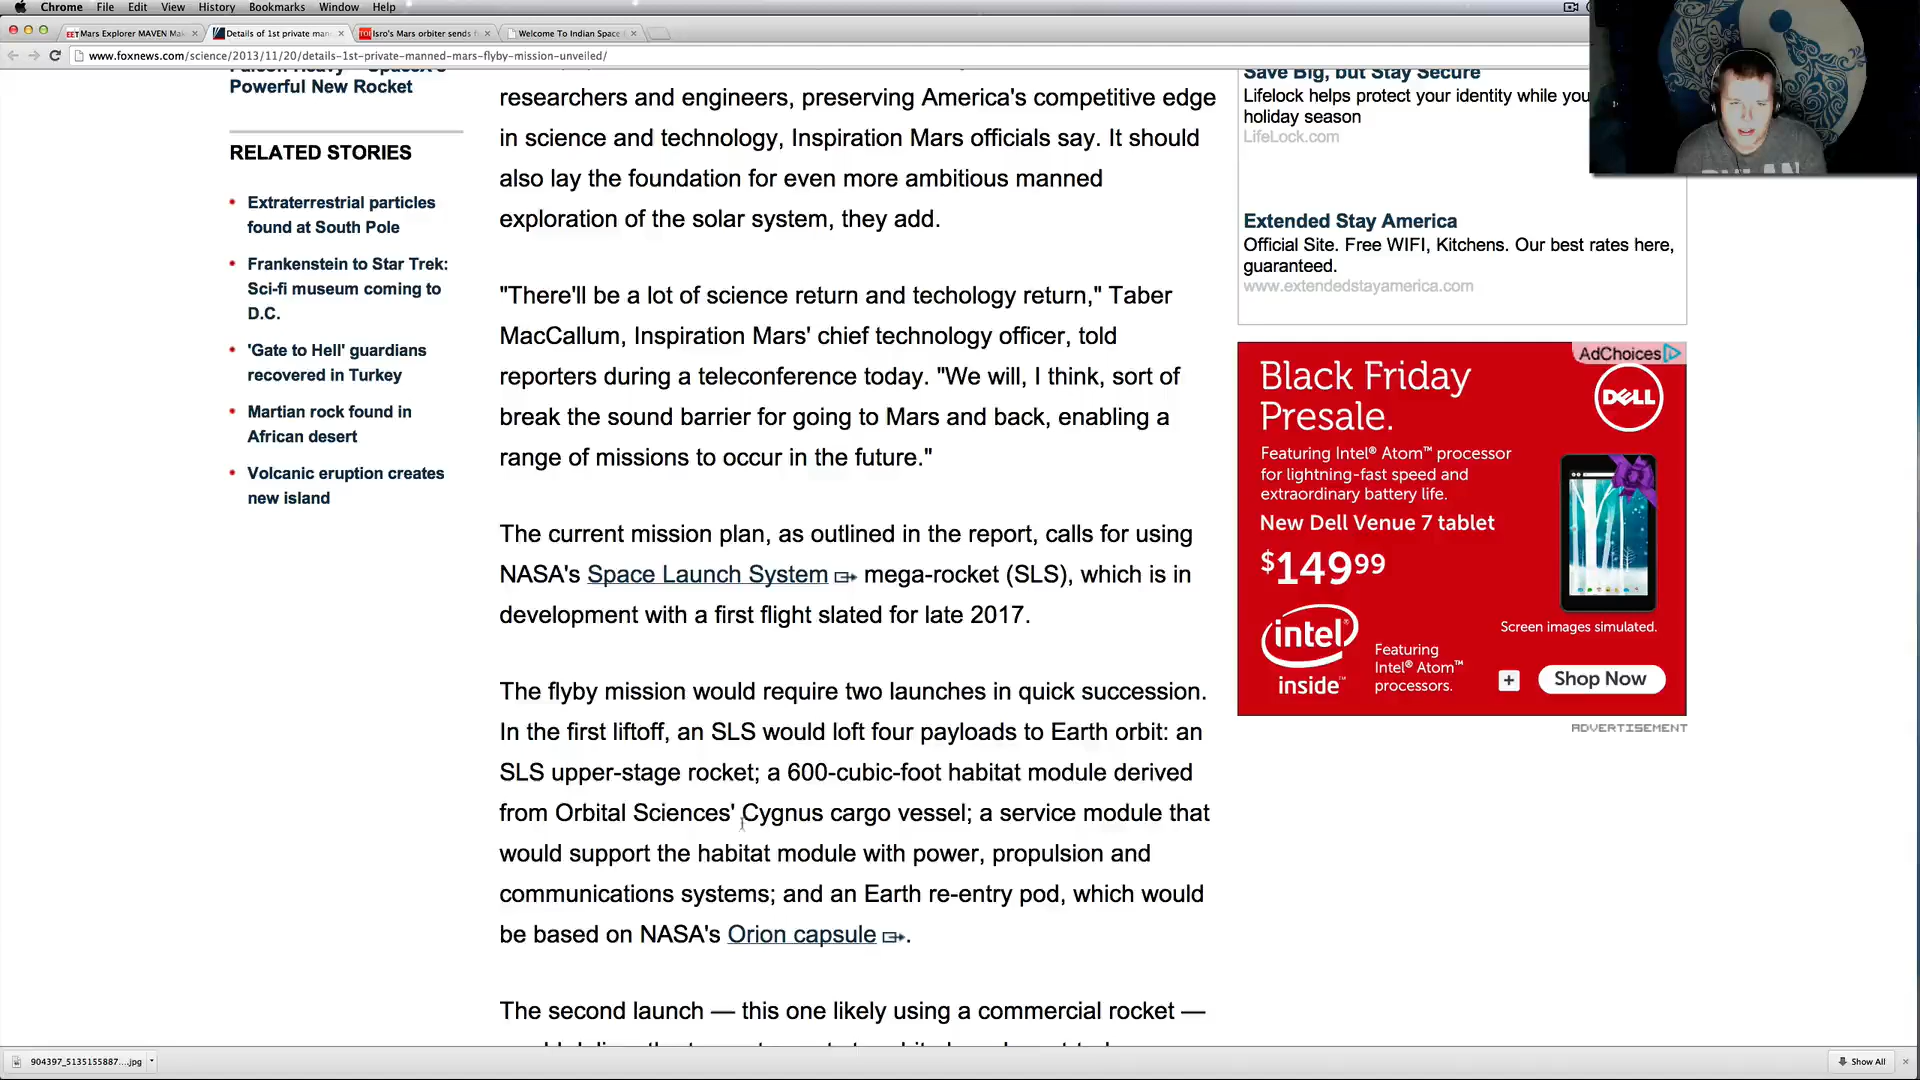 Chrome File Edit View History Bookmarks Window Help
Mars Explorer MAVEN Ma
Details of 1st private man
Isro's Mars orbiter sends
Welcome To Indian Space
www.foxnews.com/science/2013/11/20/details-1st-private-manned-mars-flyby-mission-unveiled/
Powerful New Rocket
RELATED STORIES
Extraterrestrial particles
found at South Pole
Frankenstein to Star Trek:
Sci-fi museum coming to
D.C.
'Gate to Hell' guardians
recovered in Turkey
Martian rock found in
African desert
Volcanic eruption creates
new island
researchers and engineers, preserving America's competitive edge
in science and technology, Inspiration Mars officials say. It should
also lay the foundation for even more ambitious manned
exploration of the solar system, they add.
"There'll be a lot of science return and techology return," Taber
MacCallum, Inspiration Mars' chief technology officer, told
reporters during a teleconference today. "We will, I think, sort of
break the sound barrier for going to Mars and back, enabling a
range of missions to occur in the future."
The current mission plan, as outlined in the report, calls for using
NASA's Space Launch System mega-rocket (SLS), which is in
development with a first flight slated for late 2017.
The flyby mission would require two launches in quick succession.
In the first liftoff, an SLS would loft four payloads to Earth orbit: an
SLS upper-stage rocket; a 600-cubic-foot habitat module derived
from Orbital Sciences' Cygnus cargo vessel; a service module that
would support the habitat module with power, propulsion and
communications systems; and an Earth re-entry pod, which would
be based on NASA's Orion capsule .
The second launch — this one likely using a commercial rocket —
Save Big, but Stay Secure
Lifelock helps protect your identity while you
holiday season
LifeLock.com
Extended Stay America
Official Site. Free WIFI, Kitchens. Our best rates here,
guaranteed.
www.extendedstayamerica.com
AdChoices
Black Friday
Presale.
DELL
Featuring Intel® Atom™ processor
for lightning-fast speed and
extraordinary battery life.
New Dell Venue 7 tablet
$149.99
Screen images simulated.
intel inside™
Featuring
Intel® Atom™
processors.
Shop Now
ADVERTISEMENT
904397_5135155887....jpg
Show All